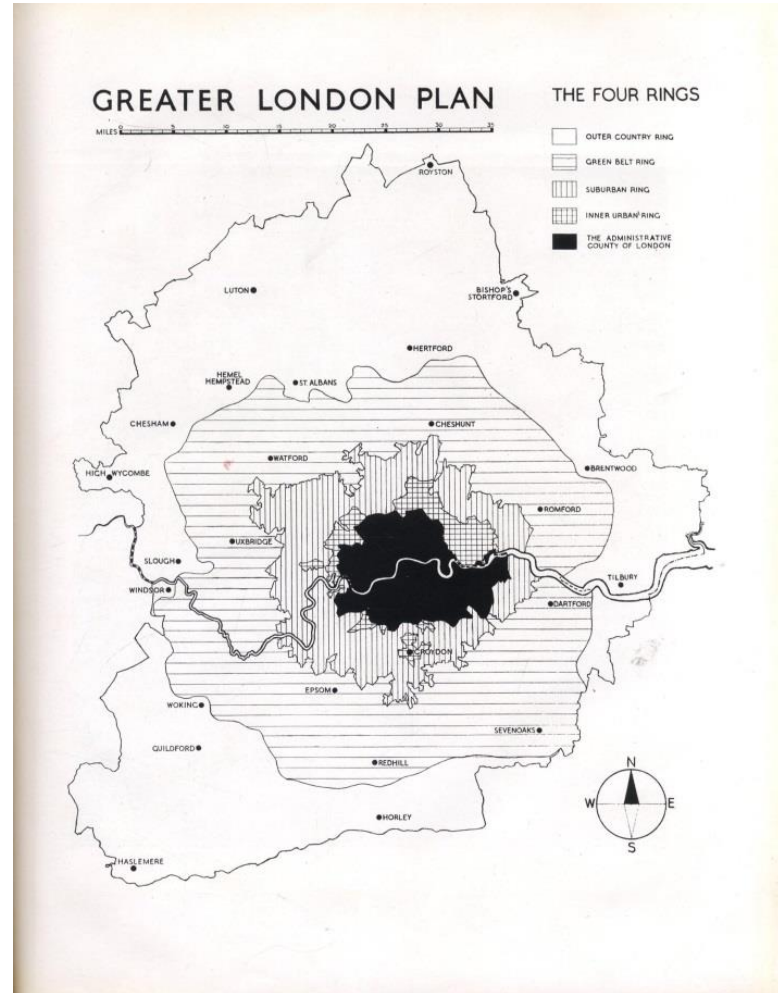 GREATER LONDON PLAN
MILES 0 5 10 15 20 25 30 35
THE FOUR RINGS
OUTER COUNTRY RING
GREEN BELT RING
SUBURBAN RING
INNER URBAN RING
THE ADMINISTRATIVE
COUNTY OF LONDON
ROYSTON
LUTON
BISHOP'S
STORTFORD
HERTFORD
HEMEL
HEMPSTEAD
ST. ALBANS
CHESHAM
CHESHUNT
WATFORD
BRENTWOOD
HIGH WYCOMBE
ROMFORD
UXBRIDGE
SLOUGH
TILBURY
WINDSOR
DARTFORD
CROYDON
EPSOM
WOKING
SEVENOAKS
GUILDFORD
REDHILL
HORLEY
HASLEMERE
N
W E
S